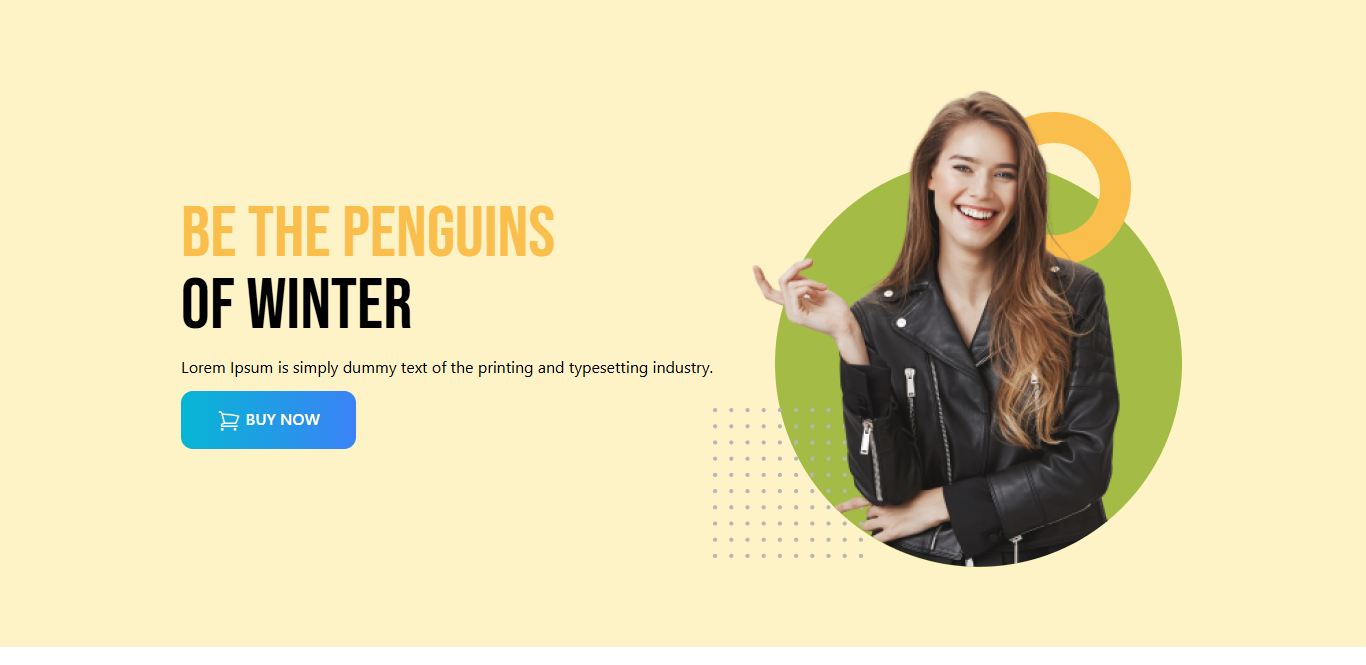 BE THE PENGUINS
OF WINTER
Lorem Ipsum is simply dummy text of the printing and typesetting industry.
BUY NOW